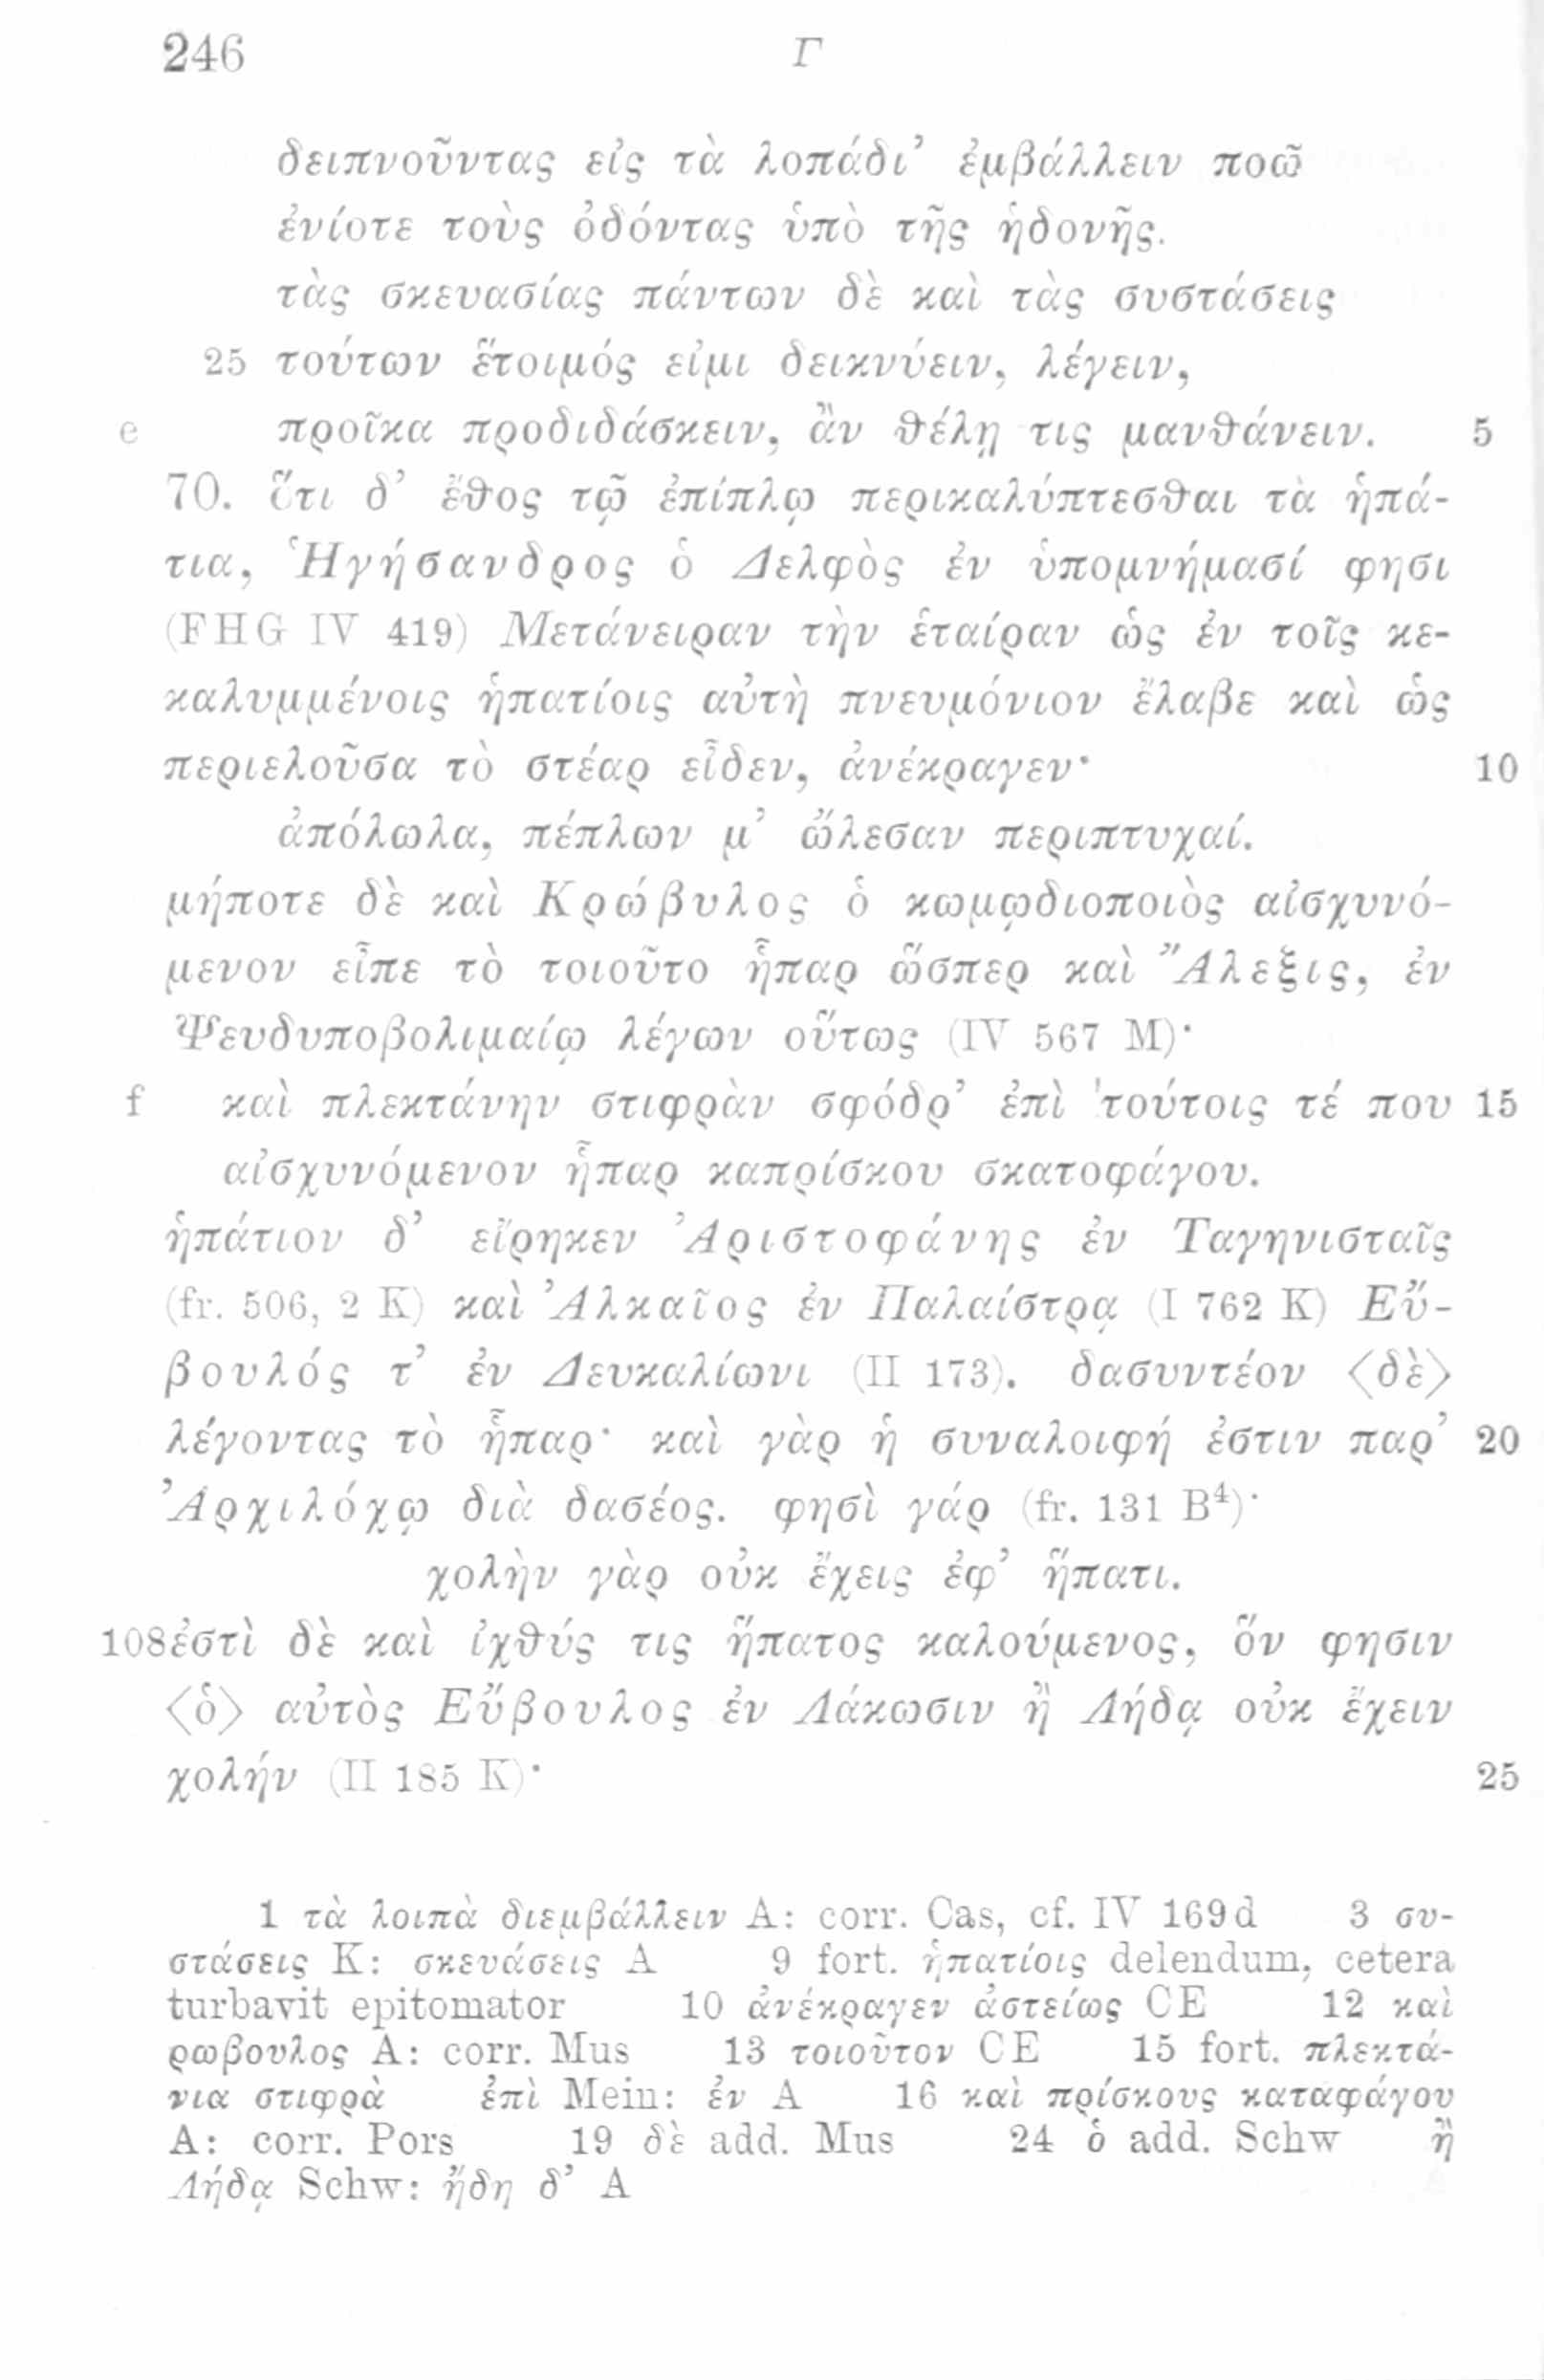 246 Γ
δειπνοῦντας εἰς τὰ λοπάδι’ ἐμβάλλειν ποῶ
ἐνίοτε τοὺς ὀδόντας ὑπὸ τῆς ἡδονῆς.
τὰς σκευασίας πάντων δὲ καὶ τὰς συστάσεις
25 τούτων ἕτοιμός εἰμι δεικνύειν, λέγειν,
e προῖκα προδιδάσκειν, ἂν θέλῃ τις μανθάνειν. 5
70. ὅτι δ’ ἔθος τῷ ἐπίπλῳ περικαλύπτεσθαι τὰ ἡπά-
τια, Ἡγήσανδρος ὁ Δελφὸς ἐν ὑπομνήμασί φησι
(FHG IV 419) Μετάνειραν τὴν ἑταίραν ὡς ἐν τοῖς κε-
καλυμμένοις ἡπατίοις αὐτὴ πνευμόνιον ἔλαβε καὶ ὡς
περιελοῦσα τὸ στέαρ εἶδεν, ἀνέκραγεν· 10
ἀπόλωλα, πέπλων μ’ ὤλεσαν περιπτυχαί.
μήποτε δὲ καὶ Κρώβυλος ὁ κωμῳδιοποιὸς αἰσχυνό-
μενον εἶπε τὸ τοιοῦτο ἧπαρ ὥσπερ καὶ Ἄλεξις, ἐν
Ψευδυποβολιμαίῳ λέγων οὕτως (IV 567 M)·
f καὶ πλεκτάνην στιφρὰν σφόδρ’ ἐπὶ τούτοις τέ που 15
αἰσχυνόμενον ἧπαρ καπρίσκου σκατοφάγου.
ἡπάτιον δ’ εἴρηκεν Ἀριστοφάνης ἐν Ταγηνισταῖς
(fr. 506, 2 K) καὶ Ἀλκαῖος ἐν Παλαίστρᾳ (I 762 K) Εὔ-
βουλός τ’ ἐν Δευκαλίωνι (II 173). δασυντέον <δὲ>
λέγοντας τὸ ἧπαρ· καὶ γὰρ ἡ συναλοιφή ἐστιν παρ’ 20
Ἀρχιλόχῳ διὰ δασέος. φησὶ γάρ (fr. 131 B⁴)·
χολὴν γὰρ οὐκ ἔχεις ἐφ’ ἥπατι.
108 ἐστὶ δὲ καὶ ἰχθύς τις ἥπατος καλούμενος, ὅν φησιν
<ὁ> αὐτὸς Εὔβουλος ἐν Λάκωσιν ἢ Λήδᾳ οὐκ ἔχειν
χολήν (II 185 K)· 25
1 τὰ λοιπὰ διεμβάλλειν A: corr. Cas, cf. IV 169d 3 συ-
στάσεις K: σκευάσεις A 9 fort. ἡπατίοις delendum, cetera
turbavit epitomator 10 ἀνέκραγεν ἀστείως CE 12 καὶ
ρωβουλος A: corr. Mus 13 τοιοῦτον CE 15 fort. πλεκτά-
νια στιφρὰ ἐπὶ Mein: ἐν A 16 καὶ πρίσκους καταφάγου
A: corr. Pors 19 δὲ add. Mus 24 ὁ add. Schw ἢ
Λήδᾳ Schw: ἤδη δ’ A